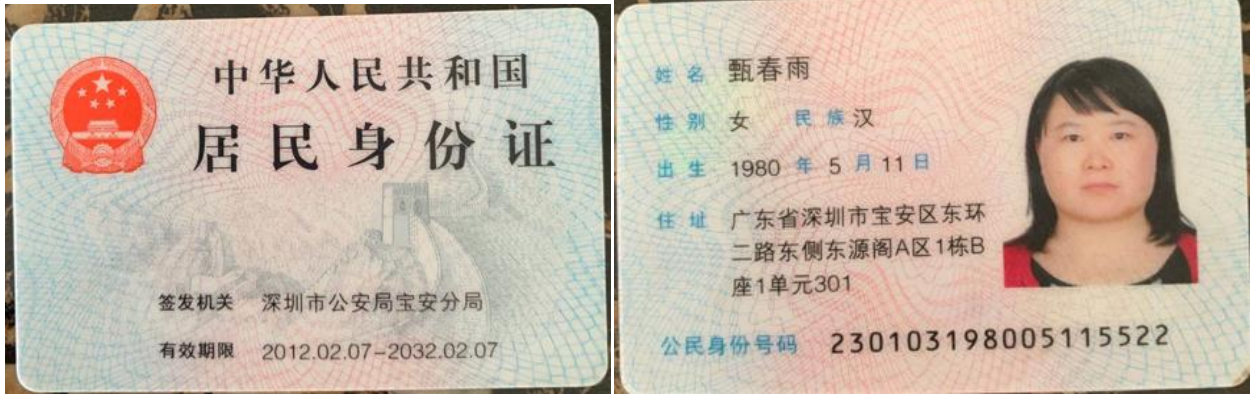 中华人民共和国
居民身份证
签发机关 深圳市公安局宝安分局
有效期限 2012.02.07-2032.02.07
姓名 甄春雨
性别 女 民族 汉
出生 1980 年 5 月 11 日
住址 广东省深圳市宝安区东环
二路东侧东源阁A区1栋B
座1单元301
公民身份号码 230103198005115522